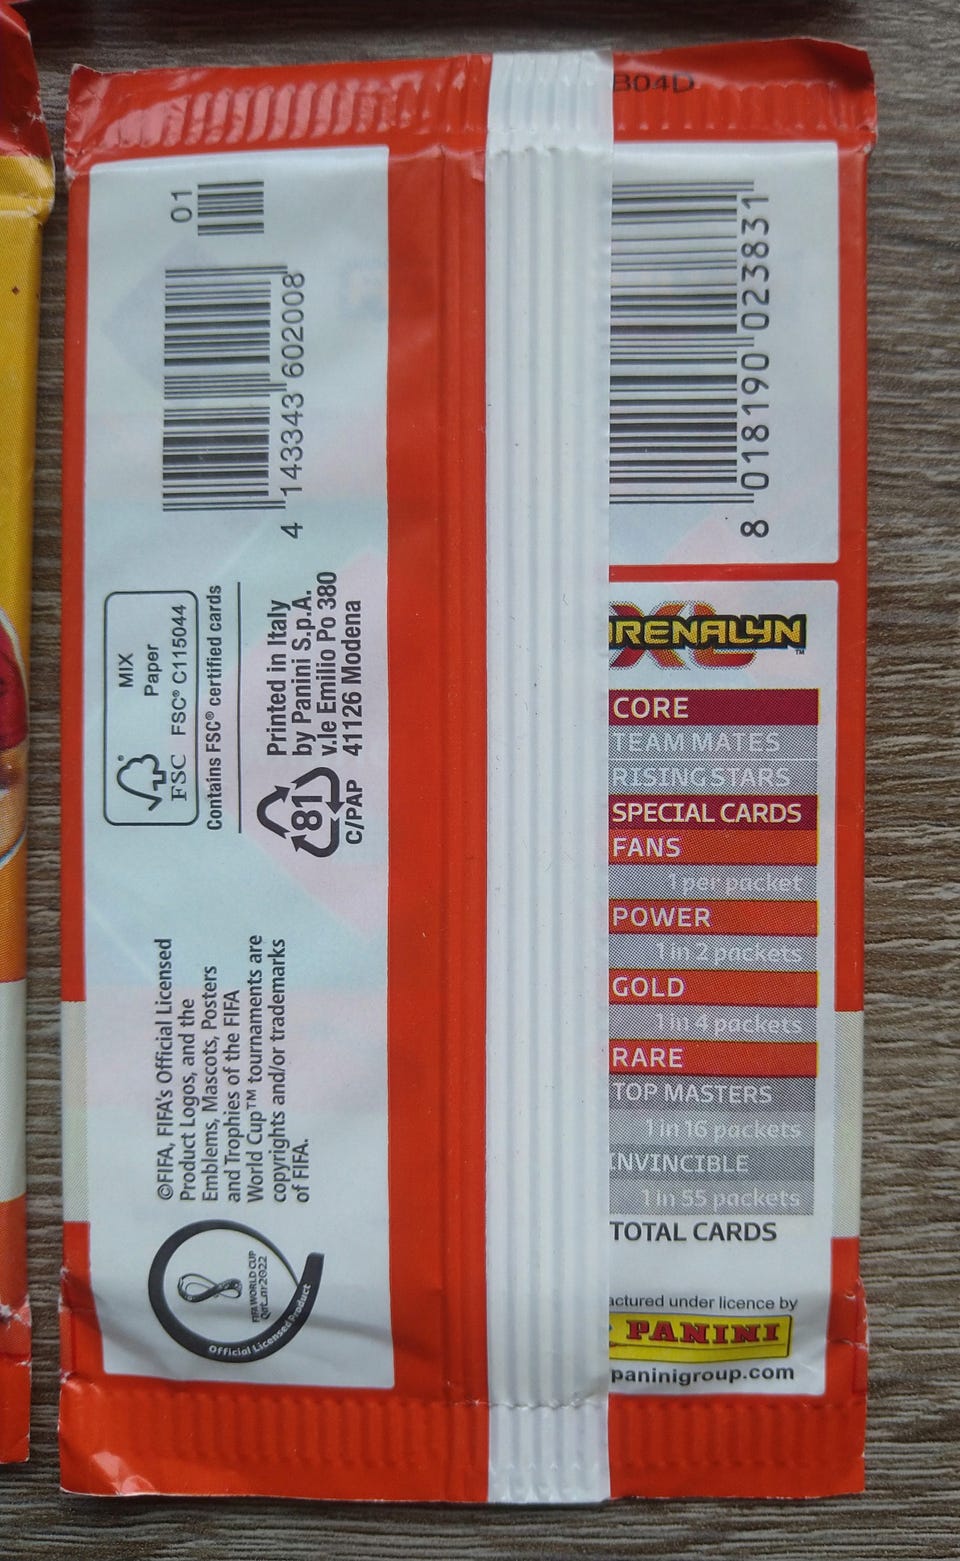 B04D
01
4 143343 602008
8 018190 023831
MIX
Paper
FSC FSC® C115044
Contains FSC® certified cards
Printed in Italy
by Panini S.p.A.
v.le Emilio Po 380
41126 Modena
81
C/PAP
©FIFA, FIFA's Official Licensed
Product Logos, and the
Emblems, Mascots, Posters
and Trophies of the FIFA
World Cup™ tournaments are
copyrights and/or trademarks
of FIFA.
FIFA WORLD CUP
Qatar2022
Official Licensed Product
RENALYN XL™
CORE
TEAM MATES
RISING STARS
SPECIAL CARDS
FANS
1 per packet
POWER
1 in 2 packets
GOLD
1 in 4 packets
RARE
TOP MASTERS
1 in 16 packets
INVINCIBLE
1 in 55 packets
TOTAL CARDS
actured under licence by
PANINI
paninigroup.com